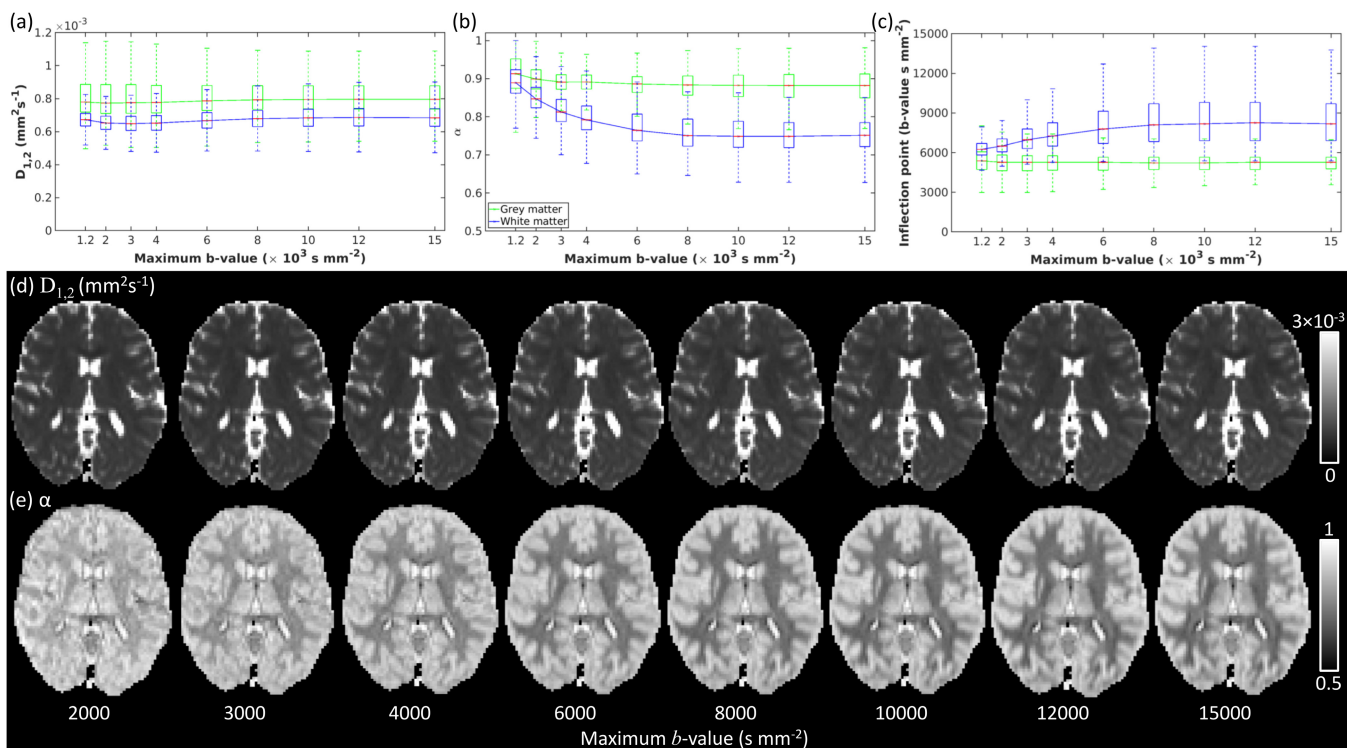 (a)
×10⁻³
1.2
1
0.8
0.6
0.4
0.2
0
D₁,₂ (mm²s⁻¹)
1.2 2 3 4 6 8 10 12 15
Maximum b-value (× 10³ s mm⁻²)
(b)
1
0.9
0.8
0.7
0.6
0.5
α
Grey matter
White matter
1.2 2 3 4 6 8 10 12 15
Maximum b-value (× 10³ s mm⁻²)
(c)
15000
12000
9000
6000
3000
0
Inflection point (b-value s mm⁻²)
1.2 2 3 4 6 8 10 12 15
Maximum b-value (× 10³ s mm⁻²)
(d) D₁,₂ (mm²s⁻¹)
3×10⁻³
0
(e) α
1
0.5
2000 3000 4000 6000 8000 10000 12000 15000
Maximum b-value (s mm⁻²)